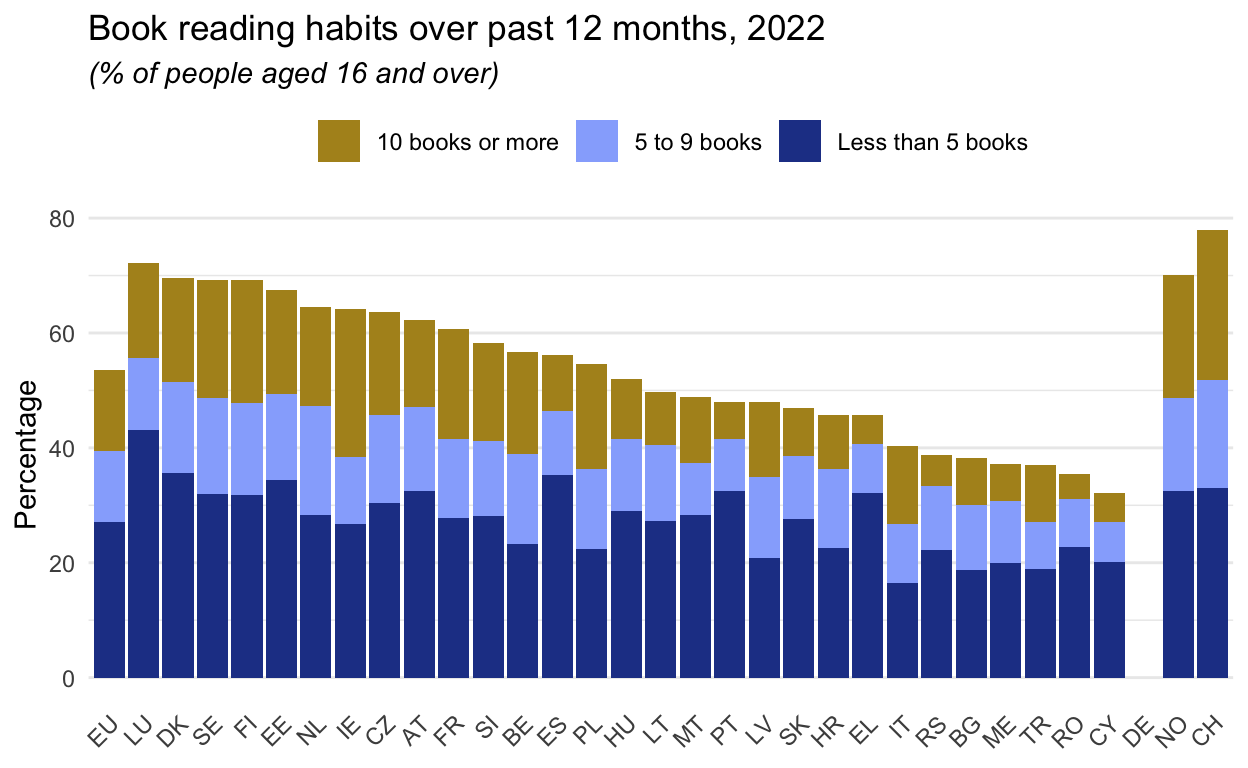 Book reading habits over past 12 months, 2022
(% of people aged 16 and over)
10 books or more 5 to 9 books Less than 5 books
Percentage
80
60
40
20
0
EU LU DK SE FI EE NL IE CZ AT FR SI BE ES PL HU LT MT PT LV SK HR EL IT RS BG ME TR RO CY DE NO CH